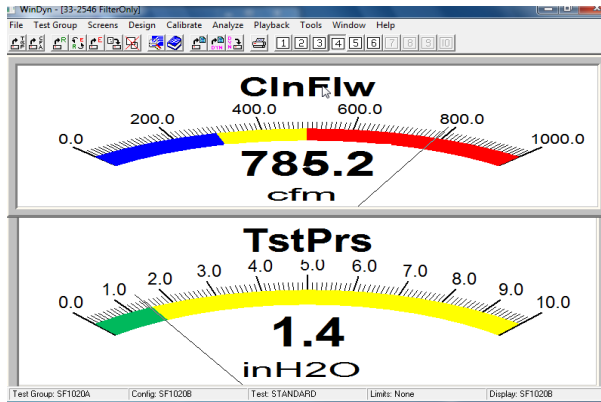 WinDyn - [33-2546 FilterOnly]
File Test Group Screens Design Calibrate Analyze Playback Tools Window Help
1 2 3 4 5 6 7 8 9 10
ClnFlw
0.0 200.0 400.0 600.0 800.0 1000.0
785.2
cfm
TstPrs
0.0 1.0 2.0 3.0 4.0 5.0 6.0 7.0 8.0 9.0 10.0
1.4
inH2O
Test Group: SF1020A Config: SF1020B Test: STANDARD Limits: None Display: SF1020B